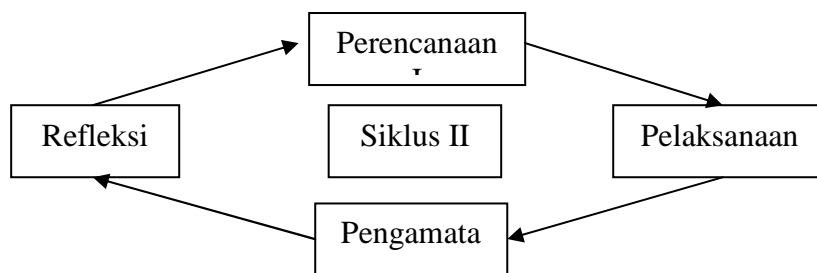 Perencanaan
Refleksi
Siklus II
Pelaksanaan
Pengamata